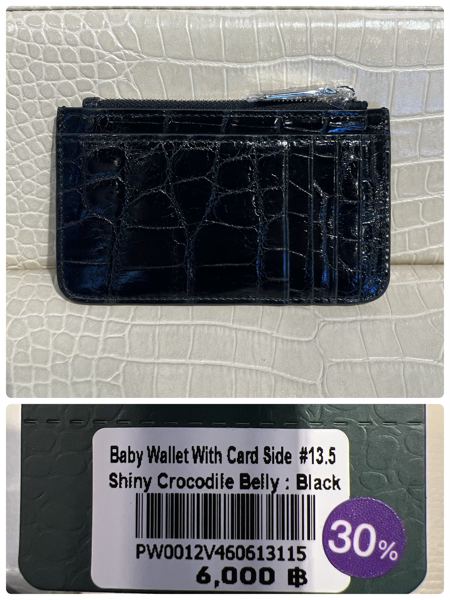 Baby Wallet With Card Side #13.5
Shiny Crocodile Belly : Black
PW0012V460613115
6,000 ฿
30%